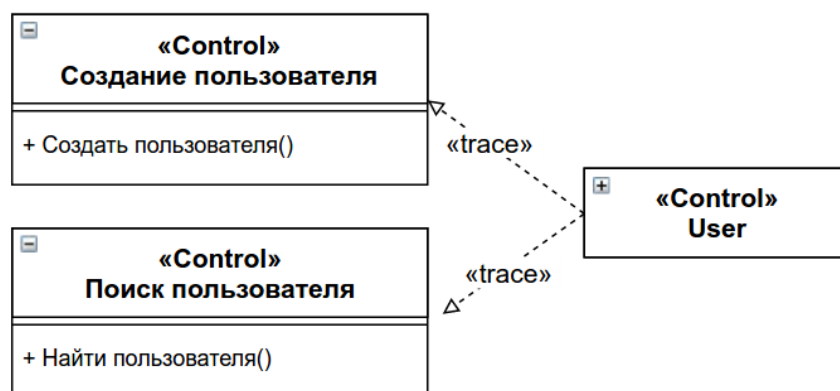 «Control»
Создание пользователя
+ Создать пользователя()
«trace»
«Control»
User
«Control»
Поиск пользователя
«trace»
+ Найти пользователя()